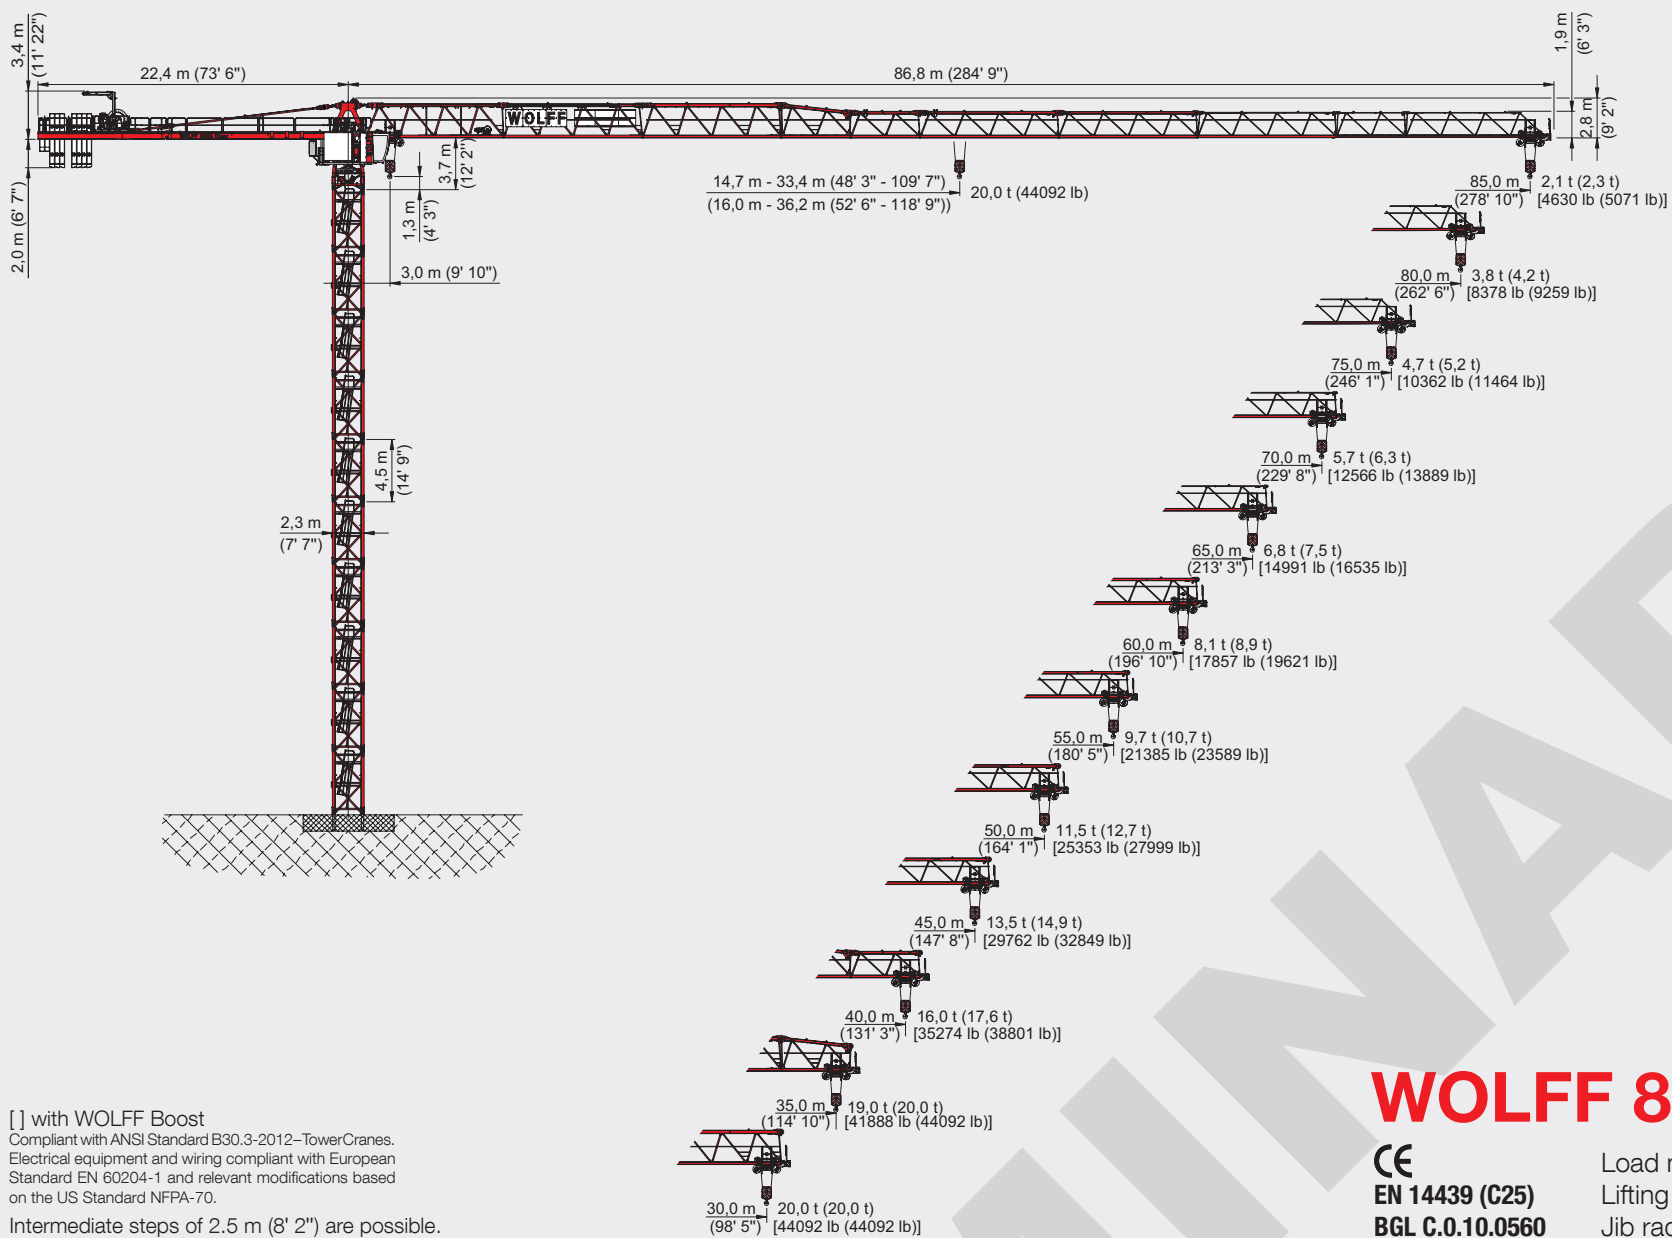 3,4 m
(11' 22")
22,4 m (73' 6")
86,8 m (284' 9")
1,9 m
(6' 3")
2,8 m
(9' 2")
WOLFF
2,0 m (6' 7")
3,7 m
(12' 2")
1,3 m
(4' 3")
3,0 m (9' 10")
14,7 m - 33,4 m (48' 3" - 109' 7")
(16,0 m - 36,2 m (52' 6" - 118' 9"))
20,0 t (44092 lb)
85,0 m 2,1 t (2,3 t)
(278' 10") [4630 lb (5071 lb)]
80,0 m 3,8 t (4,2 t)
(262' 6") [8378 lb (9259 lb)]
75,0 m 4,7 t (5,2 t)
(246' 1") [10362 lb (11464 lb)]
70,0 m 5,7 t (6,3 t)
(229' 8") [12566 lb (13889 lb)]
4,5 m
(14' 9")
2,3 m
(7' 7")
65,0 m 6,8 t (7,5 t)
(213' 3") [14991 lb (16535 lb)]
60,0 m 8,1 t (8,9 t)
(196' 10") [17857 lb (19621 lb)]
55,0 m 9,7 t (10,7 t)
(180' 5") [21385 lb (23589 lb)]
50,0 m 11,5 t (12,7 t)
(164' 1") [25353 lb (27999 lb)]
45,0 m 13,5 t (14,9 t)
(147' 8") [29762 lb (32849 lb)]
40,0 m 16,0 t (17,6 t)
(131' 3") [35274 lb (38801 lb)]
35,0 m 19,0 t (20,0 t)
(114' 10") [41888 lb (44092 lb)]
30,0 m 20,0 t (20,0 t)
(98' 5") [44092 lb (44092 lb)]
[ ] with WOLFF Boost
Compliant with ANSI Standard B30.3-2012–TowerCranes.
Electrical equipment and wiring compliant with European
Standard EN 60204-1 and relevant modifications based
on the US Standard NFPA-70.
Intermediate steps of 2.5 m (8' 2") are possible.
WOLFF 8
CE
EN 14439 (C25)
BGL C.0.10.0560
Load
Lifting
Jib
MINA